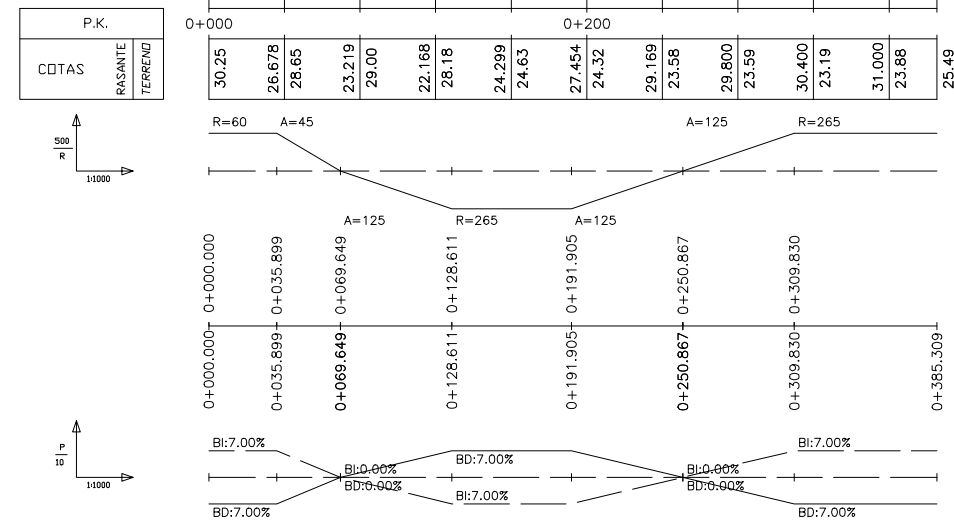 P.K.
0+000
0+200
COTAS
RASANTE
TERRENO
30.25
26.678
28.65
23.219
29.00
22.168
28.18
24.299
24.63
27.454
24.32
29.169
23.58
29.800
23.59
30.400
23.19
31.000
23.88
25.49
500
R
1:1000
R=60
A=45
A=125
R=265
A=125
R=265
A=125
0+000.000
0+035.899
0+069.649
0+128.611
0+191.905
0+250.867
0+309.830
0+000.000
0+035.899
0+069.649
0+128.611
0+191.905
0+250.867
0+309.830
0+385.309
P
10
1:1000
BI:7.00%
BD:7.00%
BI:0.00%
BD:0.00%
BD:7.00%
BI:7.00%
BI:0.00%
BD:0.00%
BI:7.00%
BD:7.00%